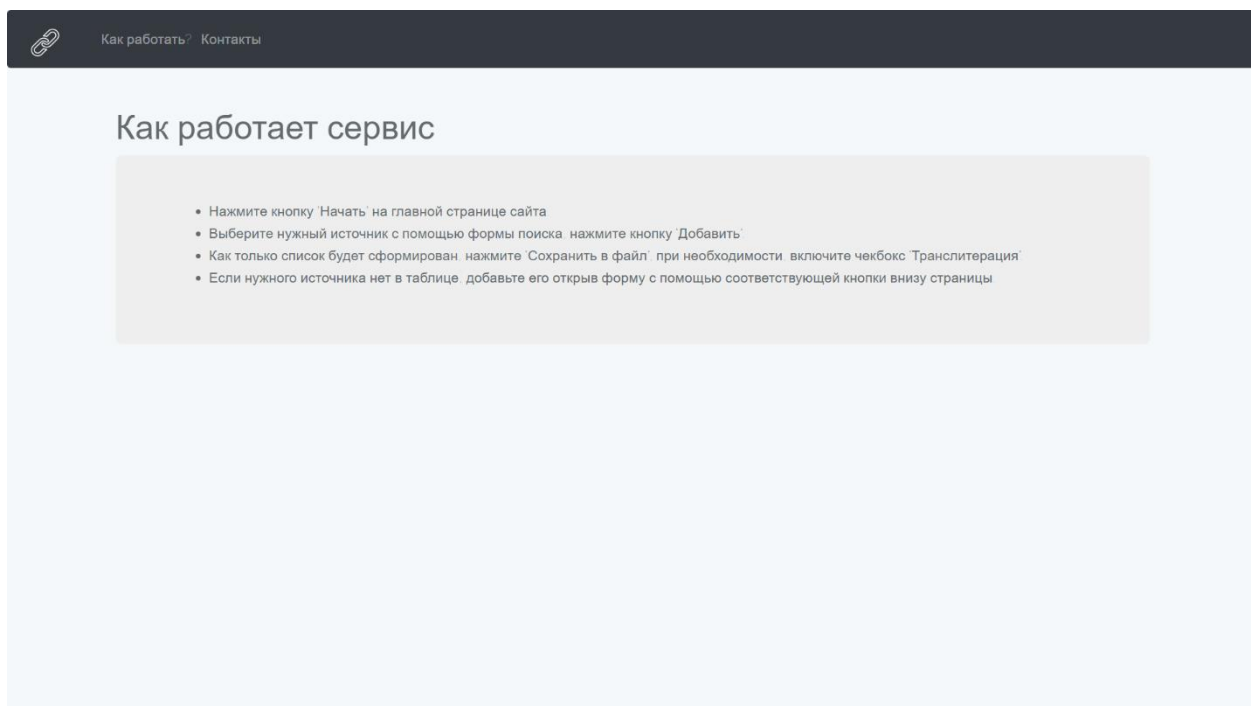 Как работать? Контакты
Как работает сервис
• Нажмите кнопку 'Начать' на главной странице сайта
• Выберите нужный источник с помощью формы поиска, нажмите кнопку 'Добавить'.
• Как только список будет сформирован, нажмите 'Сохранить в файл', при необходимости, включите чекбокс 'Транслитерация'
• Если нужного источника нет в таблице, добавьте его открыв форму с помощью соответствующей кнопки внизу страницы.